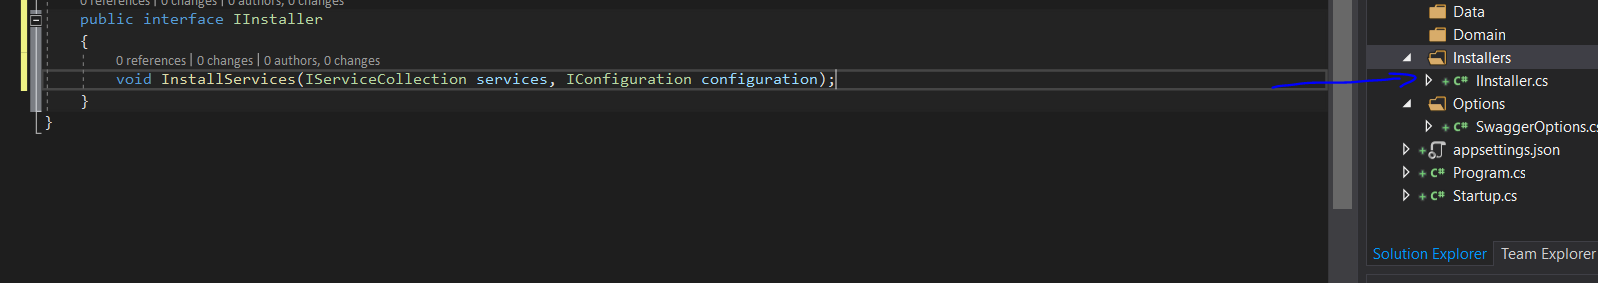 0 references | 0 changes | 0 authors, 0 changes
public interface IInstaller
{
0 references | 0 changes | 0 authors, 0 changes
void InstallServices(IServiceCollection services, IConfiguration configuration);
}
}
Data
Domain
Installers
C# IInstaller.cs
Options
C# SwaggerOptions.cs
appsettings.json
C# Program.cs
C# Startup.cs
Solution Explorer Team Explorer